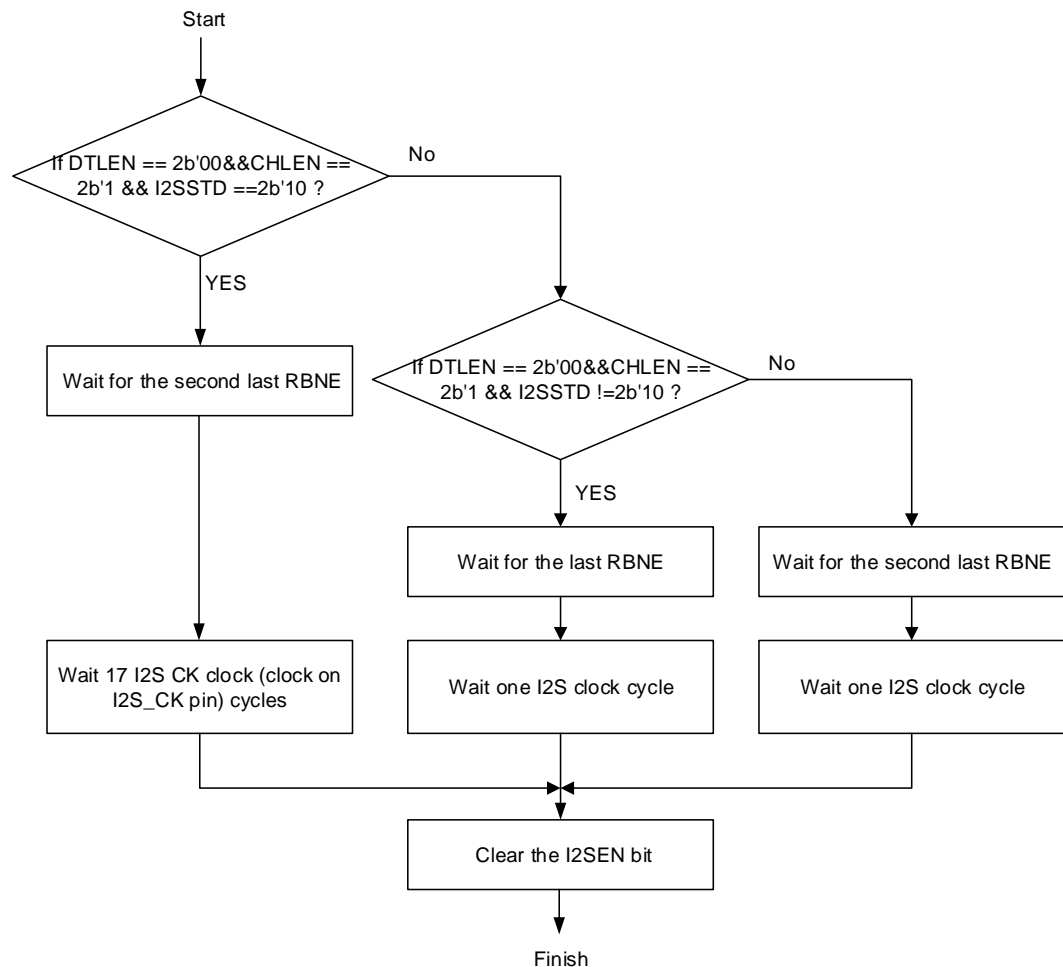 Start
If DTLEN == 2b'00&&CHLEN ==
2b'1 && I2SSTD ==2b'10 ?
No
YES
Wait for the second last RBNE
If DTLEN == 2b'00&&CHLEN ==
2b'1 && I2SSTD !=2b'10 ?
No
YES
Wait for the last RBNE
Wait for the second last RBNE
Wait 17 I2S CK clock (clock on
I2S_CK pin) cycles
Wait one I2S clock cycle
Wait one I2S clock cycle
Clear the I2SEN bit
Finish